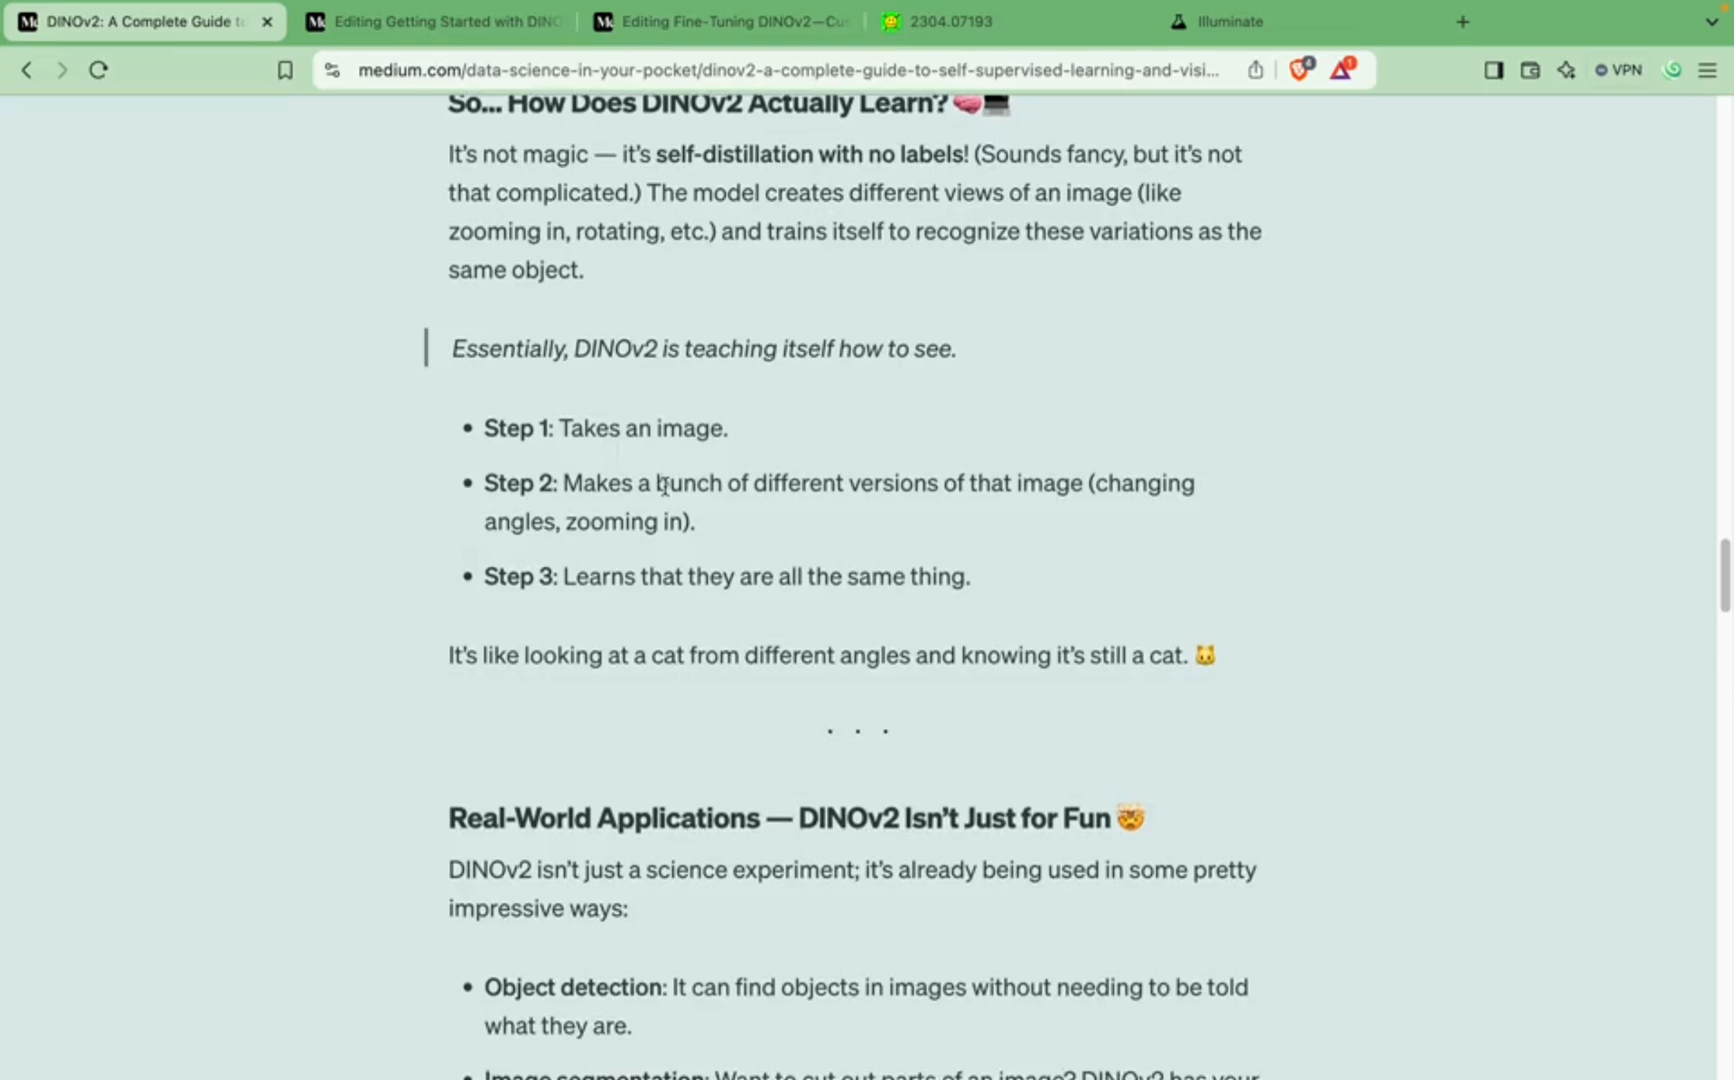 DINOv2: A Complete Guide to
Editing Getting Started with DINO
Editing Fine-Tuning DINOv2—Cus
2304.07193
Illuminate
medium.com/data-science-in-your-pocket/dinov2-a-complete-guide-to-self-supervised-learning-and-visi...
4
1
VPN
So... How Does DINOv2 Actually Learn? 🧠💻
It's not magic — it's self-distillation with no labels! (Sounds fancy, but it's not
that complicated.) The model creates different views of an image (like
zooming in, rotating, etc.) and trains itself to recognize these variations as the
same object.
Essentially, DINOv2 is teaching itself how to see.
• Step 1: Takes an image.
• Step 2: Makes a bunch of different versions of that image (changing
angles, zooming in).
• Step 3: Learns that they are all the same thing.
It's like looking at a cat from different angles and knowing it's still a cat. 🐱
. . .
Real-World Applications — DINOv2 Isn't Just for Fun 🤯
DINOv2 isn't just a science experiment; it's already being used in some pretty
impressive ways:
• Object detection: It can find objects in images without needing to be told
what they are.
• Image segmentation: Want to cut out parts of an image? DINOv2 has your